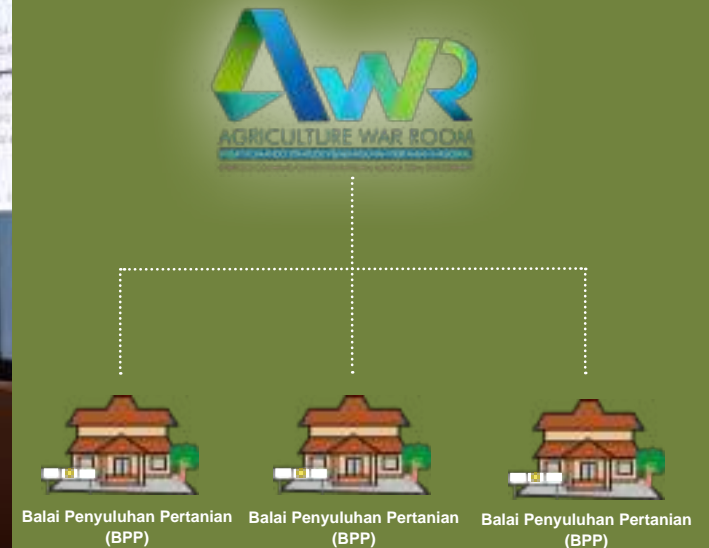 AWR
AGRICULTURE WAR ROOM
Balai Penyuluhan Pertanian
(BPP)
Balai Penyuluhan Pertanian
(BPP)
Balai Penyuluhan Pertanian
(BPP)